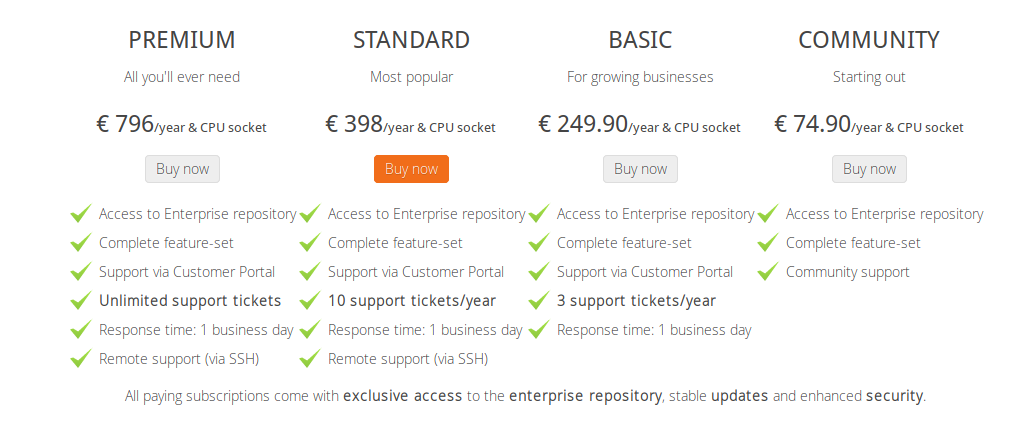 PREMIUM STANDARD BASIC COMMUNITY
All you'll ever need Most popular For growing businesses Starting out
€ 796/year & CPU socket € 398/year & CPU socket € 249.90/year & CPU socket € 74.90/year & CPU socket
Buy now Buy now Buy now Buy now
Access to Enterprise repository Access to Enterprise repository Access to Enterprise repository Access to Enterprise repository
Complete feature-set Complete feature-set Complete feature-set Complete feature-set
Support via Customer Portal Support via Customer Portal Support via Customer Portal Community support
Unlimited support tickets 10 support tickets/year 3 support tickets/year
Response time: 1 business day Response time: 1 business day Response time: 1 business day
Remote support (via SSH) Remote support (via SSH)
All paying subscriptions come with exclusive access to the enterprise repository, stable updates and enhanced security.